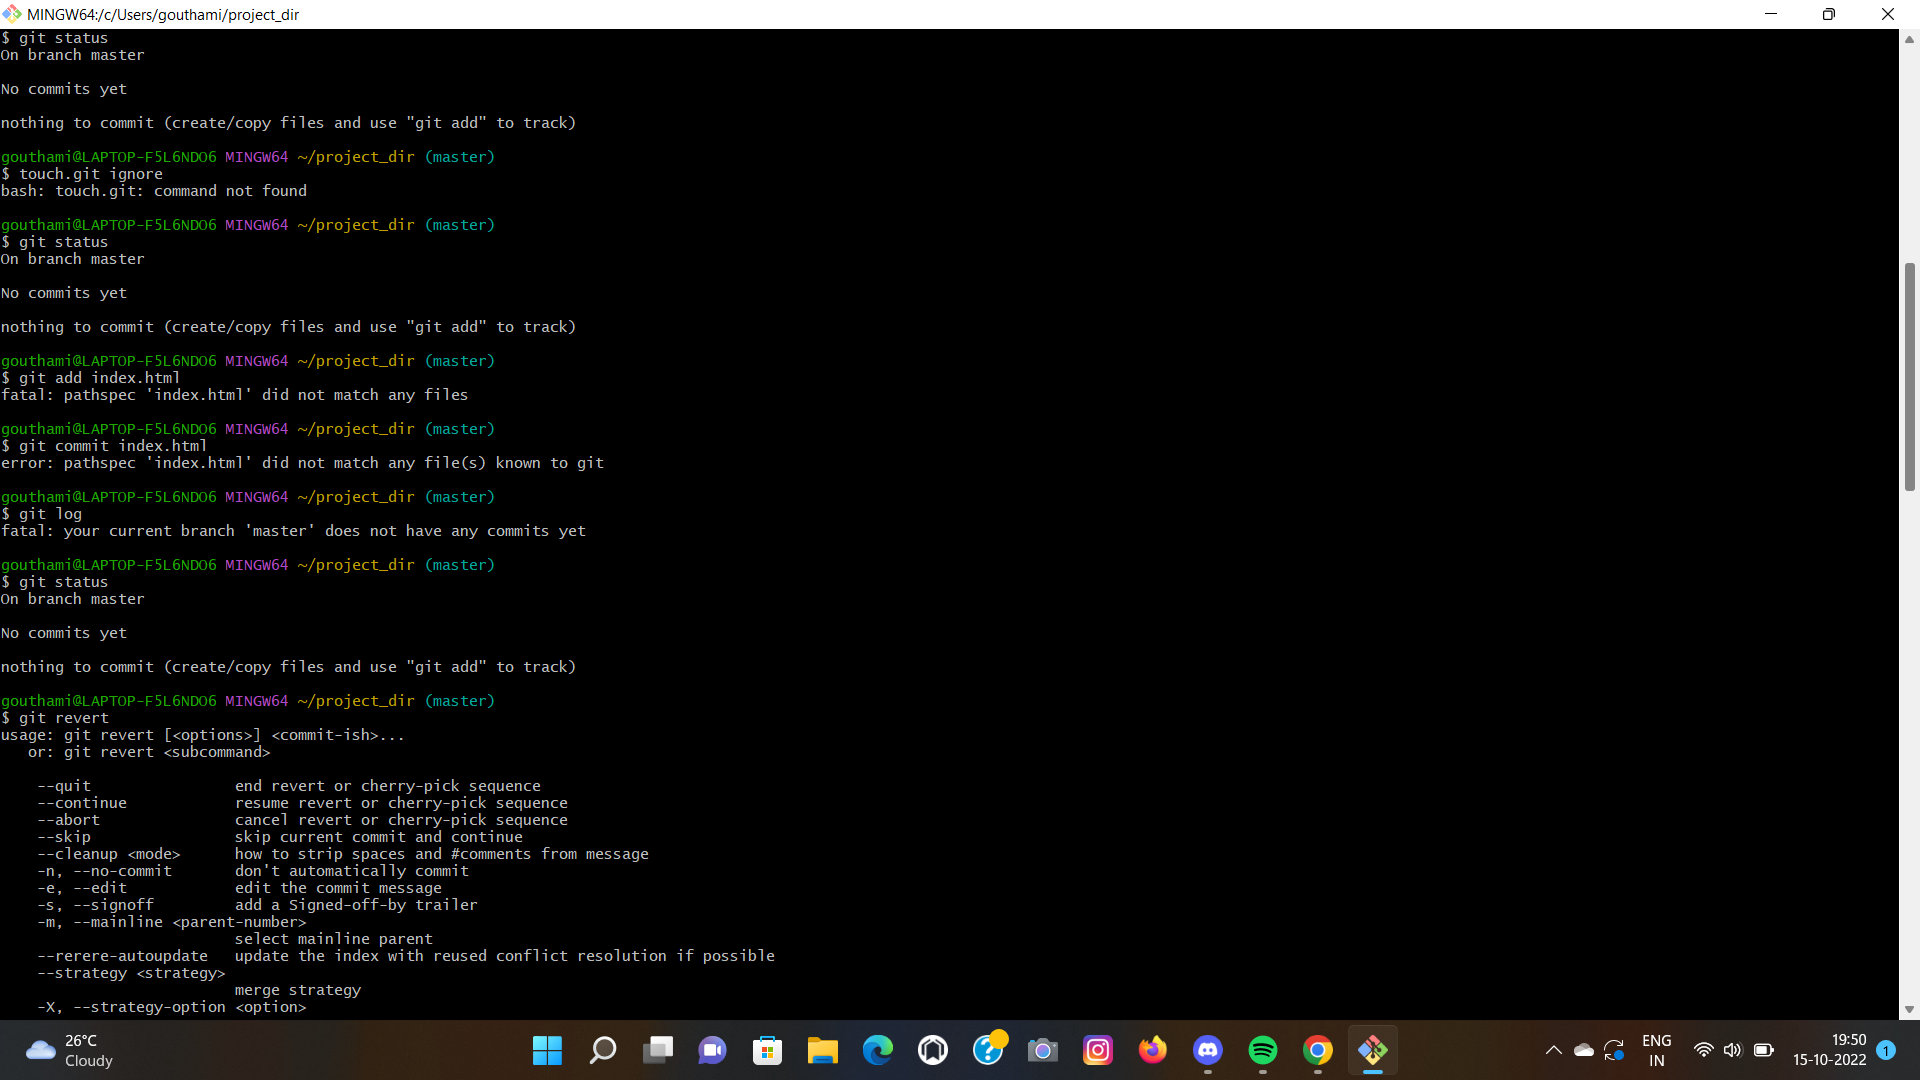 MINGW64:/c/Users/gouthami/project_dir
$ git status
On branch master
No commits yet
nothing to commit (create/copy files and use "git add" to track)
gouthami@LAPTOP-F5L6NDO6 MINGW64 ~/project_dir (master)
$ touch.git ignore
bash: touch.git: command not found
gouthami@LAPTOP-F5L6NDO6 MINGW64 ~/project_dir (master)
$ git status
On branch master
No commits yet
nothing to commit (create/copy files and use "git add" to track)
gouthami@LAPTOP-F5L6NDO6 MINGW64 ~/project_dir (master)
$ git add index.html
fatal: pathspec 'index.html' did not match any files
gouthami@LAPTOP-F5L6NDO6 MINGW64 ~/project_dir (master)
$ git commit index.html
error: pathspec 'index.html' did not match any file(s) known to git
gouthami@LAPTOP-F5L6NDO6 MINGW64 ~/project_dir (master)
$ git log
fatal: your current branch 'master' does not have any commits yet
gouthami@LAPTOP-F5L6NDO6 MINGW64 ~/project_dir (master)
$ git status
On branch master
No commits yet
nothing to commit (create/copy files and use "git add" to track)
gouthami@LAPTOP-F5L6NDO6 MINGW64 ~/project_dir (master)
$ git revert
usage: git revert [<options>] <commit-ish>...
or: git revert <subcommand>
--quit end revert or cherry-pick sequence
--continue resume revert or cherry-pick sequence
--abort cancel revert or cherry-pick sequence
--skip skip current commit and continue
--cleanup <mode> how to strip spaces and #comments from message
-n, --no-commit don't automatically commit
-e, --edit edit the commit message
-s, --signoff add a Signed-off-by trailer
-m, --mainline <parent-number>
select mainline parent
--rerere-autoupdate update the index with reused conflict resolution if possible
--strategy <strategy>
merge strategy
-X, --strategy-option <option>
26°C
Cloudy
ENG
IN
19:50
15-10-2022
1